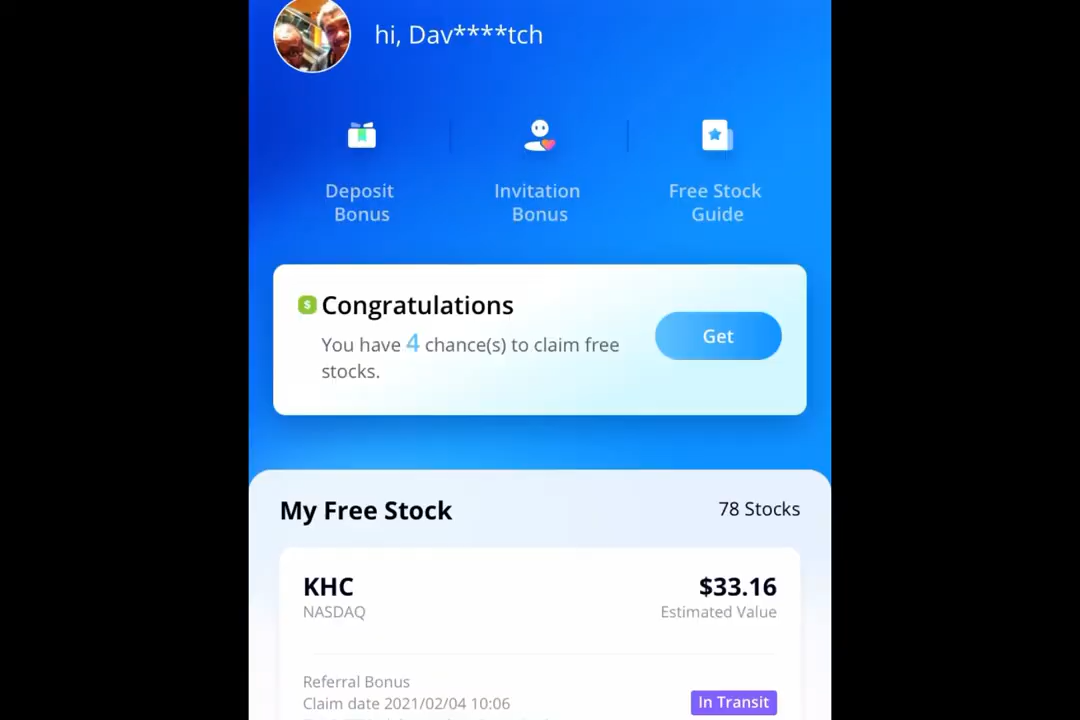 hi, Dav****tch
Deposit
Bonus
Invitation
Bonus
Free Stock
Guide
Congratulations
You have 4 chance(s) to claim free
stocks.
Get
My Free Stock
78 Stocks
KHC
$33.16
NASDAQ
Estimated Value
Referral Bonus
Claim date 2021/02/04 10:06
In Transit